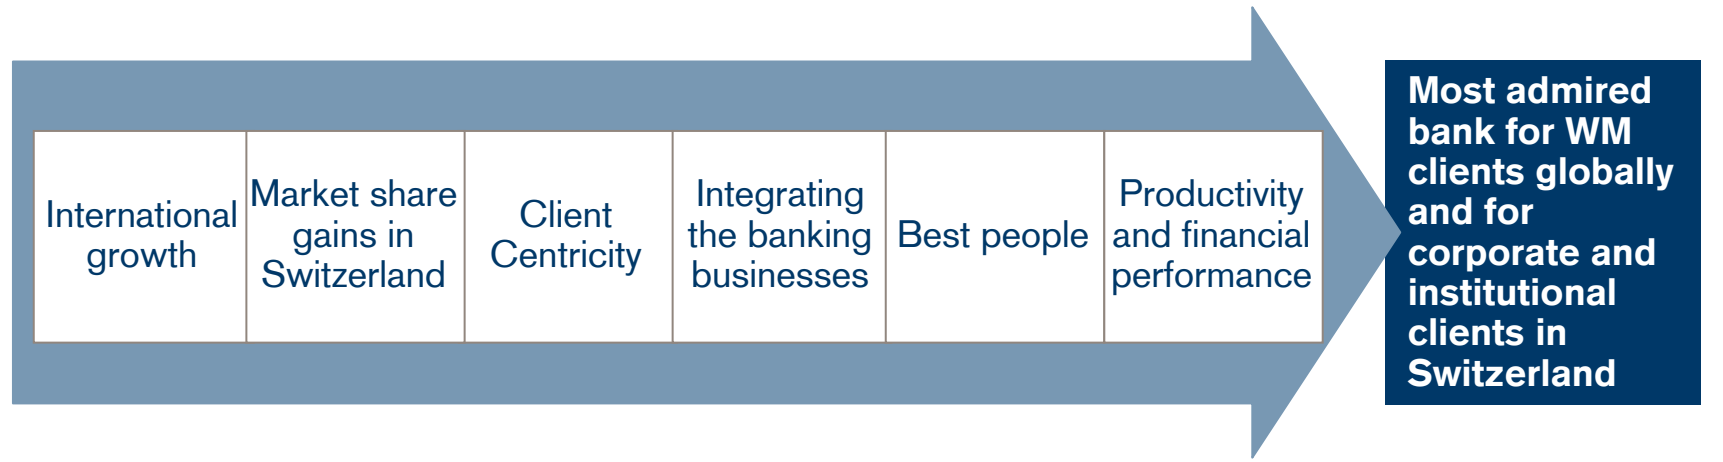 International
growth
Market share
gains in
Switzerland
Client
Centricity
Integrating
the banking
businesses
Best people
Productivity
and financial
performance
Most admired
bank for WM
clients globally
and for
corporate and
institutional
clients in
Switzerland